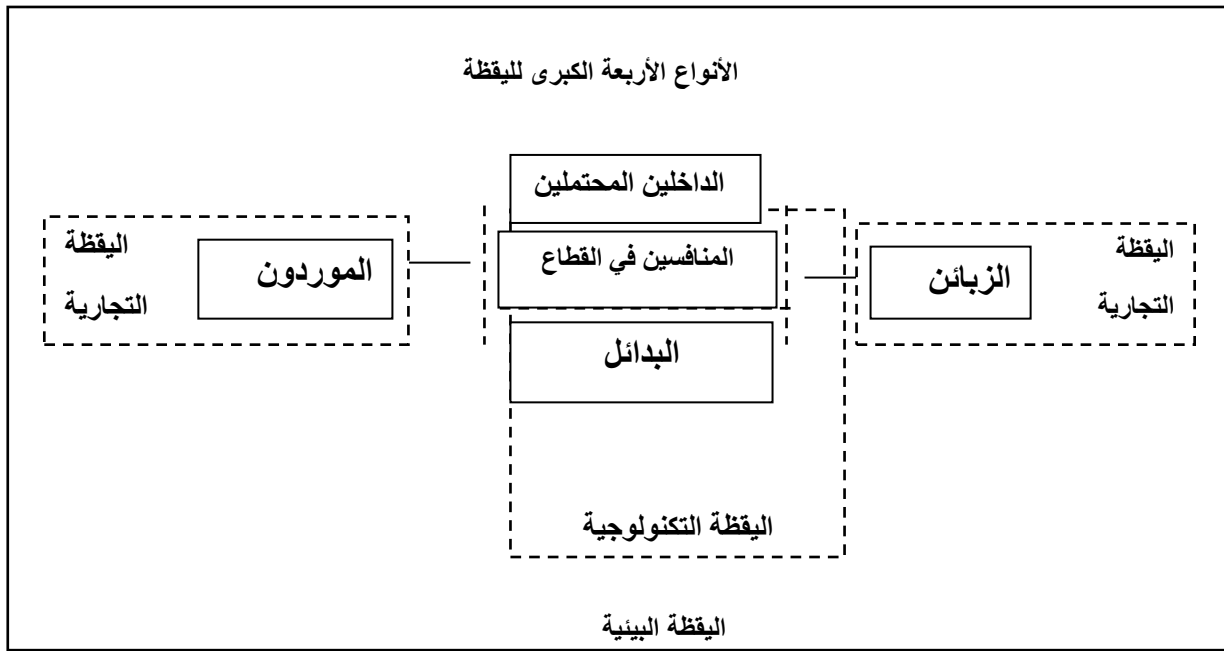 الأنواع الأربعة الكبرى لليقظة
الداخلين المحتملين
اليقظة
التجارية
الزبائن
المنافسين في القطاع
الموردون
اليقظة
التجارية
البدائل
اليقظة التكنولوجية
اليقظة البيئية